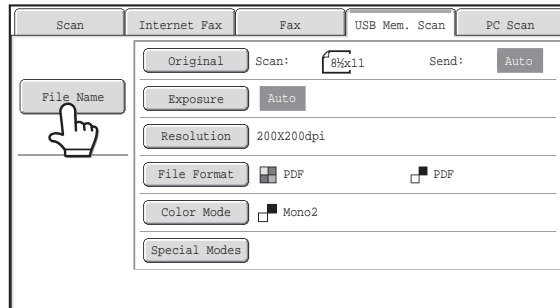 Scan Internet Fax Fax USB Mem. Scan PC Scan
Original Scan: 8½x11 Send: Auto
File Name
Exposure Auto
Resolution 200X200dpi
File Format PDF PDF
Color Mode Mono2
Special Modes